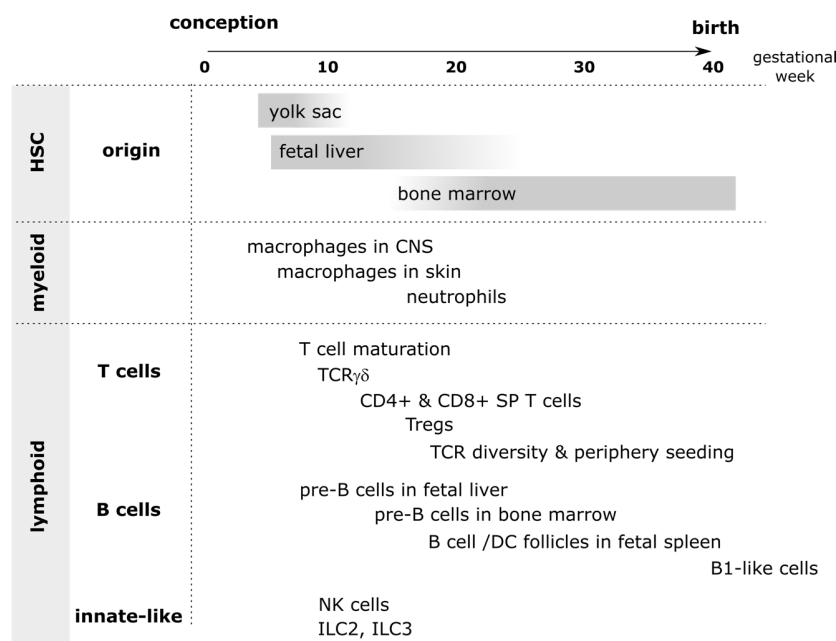 conception
birth
0 10 20 30 40 gestational week
HSC
origin
yolk sac
fetal liver
bone marrow
myeloid
macrophages in CNS
macrophages in skin
neutrophils
lymphoid
T cells
T cell maturation
TCRγδ
CD4+ & CD8+ SP T cells
Tregs
TCR diversity & periphery seeding
B cells
pre-B cells in fetal liver
pre-B cells in bone marrow
B cell /DC follicles in fetal spleen
B1-like cells
innate-like
NK cells
ILC2, ILC3